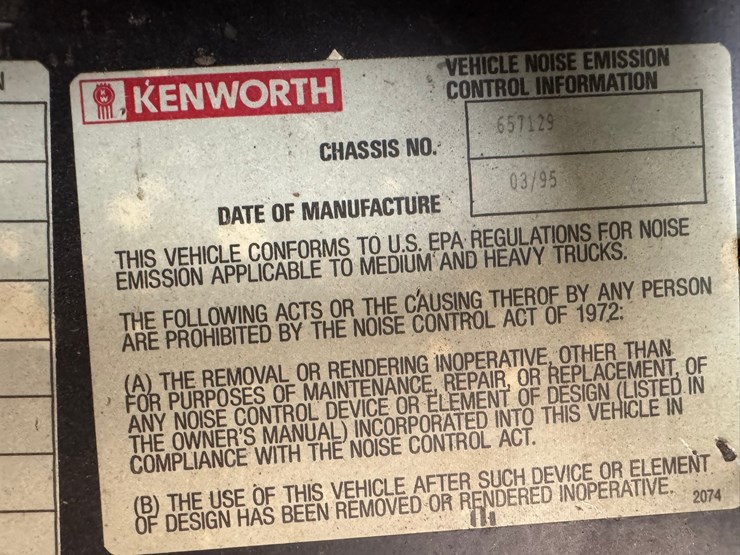 KENWORTH
VEHICLE NOISE EMISSION
CONTROL INFORMATION
CHASSIS NO. 657129
DATE OF MANUFACTURE 03/95
THIS VEHICLE CONFORMS TO U.S. EPA REGULATIONS FOR NOISE
EMISSION APPLICABLE TO MEDIUM AND HEAVY TRUCKS.
THE FOLLOWING ACTS OR THE CAUSING THEROF BY ANY PERSON
ARE PROHIBITED BY THE NOISE CONTROL ACT OF 1972:
(A) THE REMOVAL OR RENDERING INOPERATIVE, OTHER THAN
FOR PURPOSES OF MAINTENANCE, REPAIR, OR REPLACEMENT, OF
ANY NOISE CONTROL DEVICE OR ELEMENT OF DESIGN (LISTED IN
THE OWNER'S MANUAL) INCORPORATED INTO THIS VEHICLE IN
COMPLIANCE WITH THE NOISE CONTROL ACT.
(B) THE USE OF THIS VEHICLE AFTER SUCH DEVICE OR ELEMENT
OF DESIGN HAS BEEN REMOVED OR RENDERED INOPERATIVE.
2074